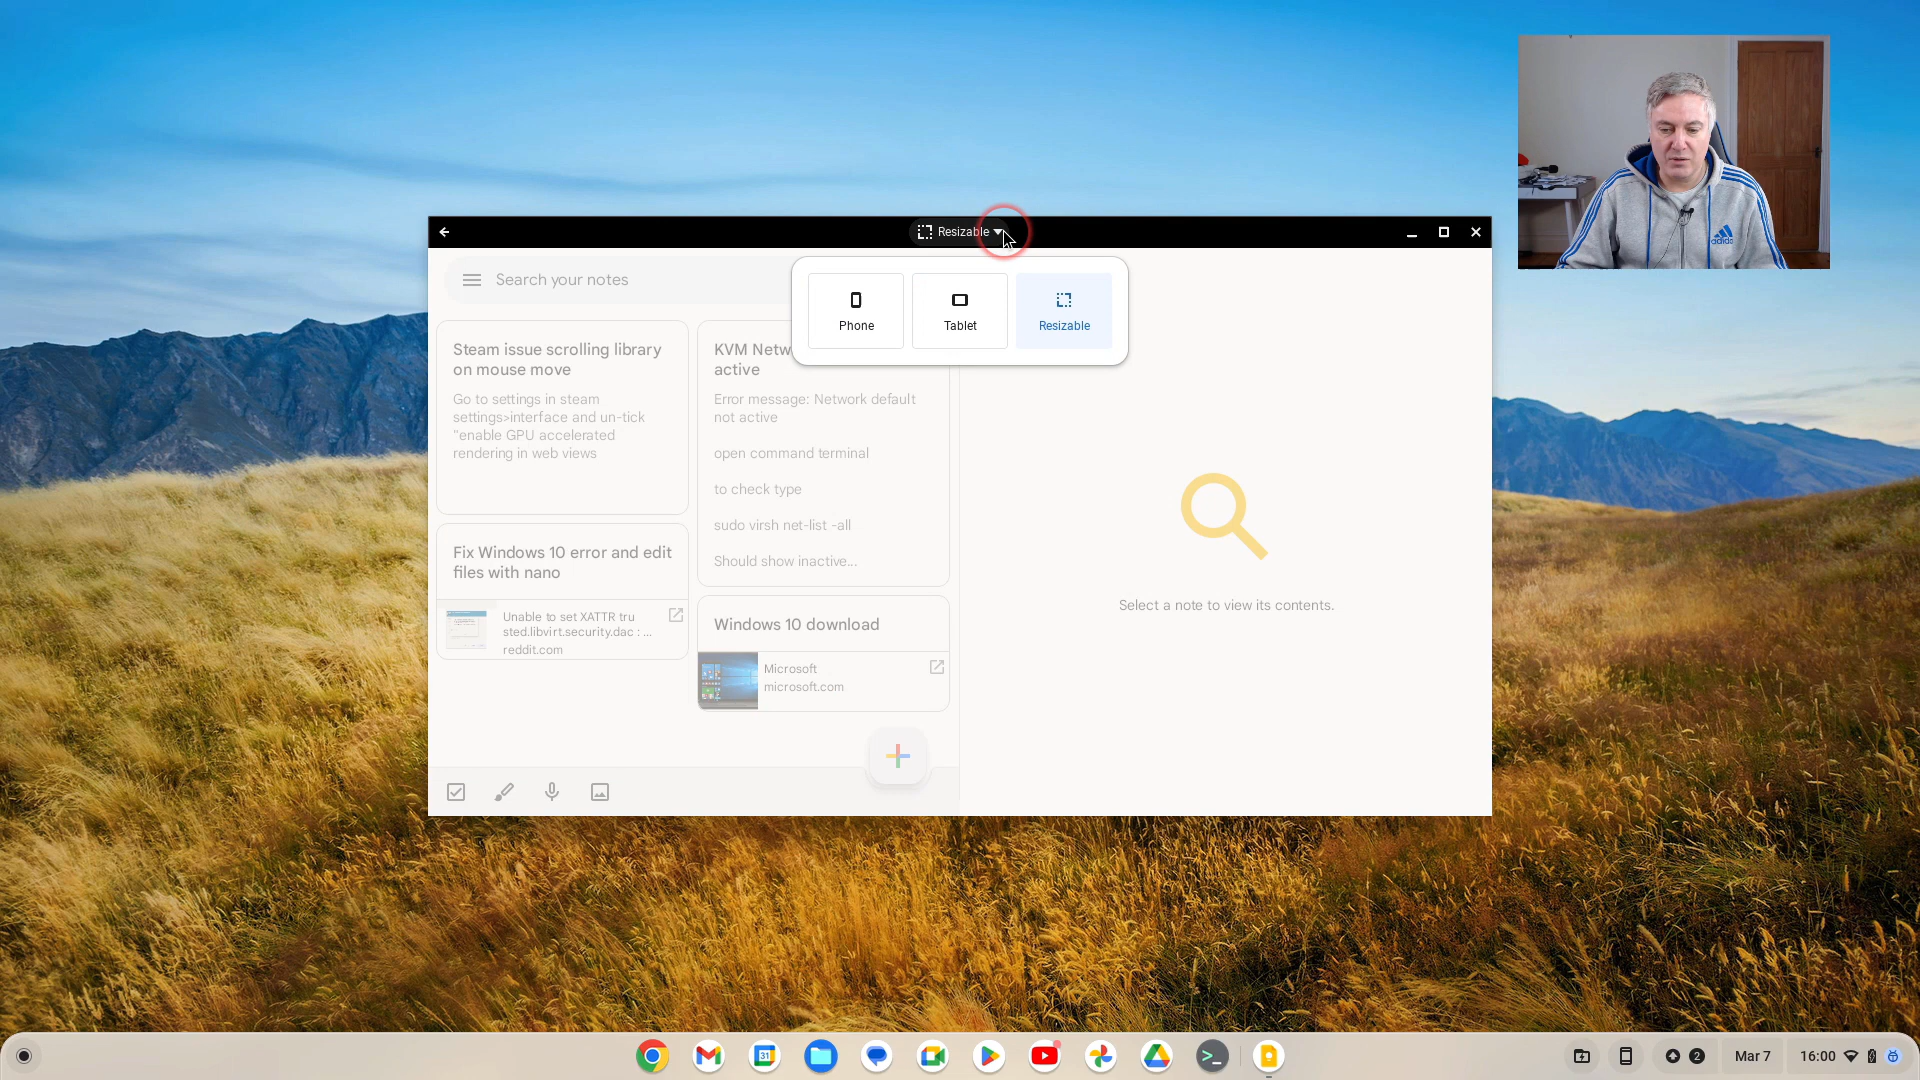 Resizable
Search your notes
Phone
Tablet
Resizable
Steam issue scrolling library
on mouse move
Go to settings in steam
settings>interface and un-tick
"enable GPU accelerated
rendering in web views
Fix Windows 10 error and edit
files with nano
Unable to set XATTR tru
sted.libvirt.security.dac : ...
reddit.com
KVM Netw
active
Error message: Network default
not active
open command terminal
to check type
sudo virsh net-list -all
Should show inactive...
Windows 10 download
Microsoft
microsoft.com
Select a note to view its contents.
adidas
31
2
Mar 7
16:00